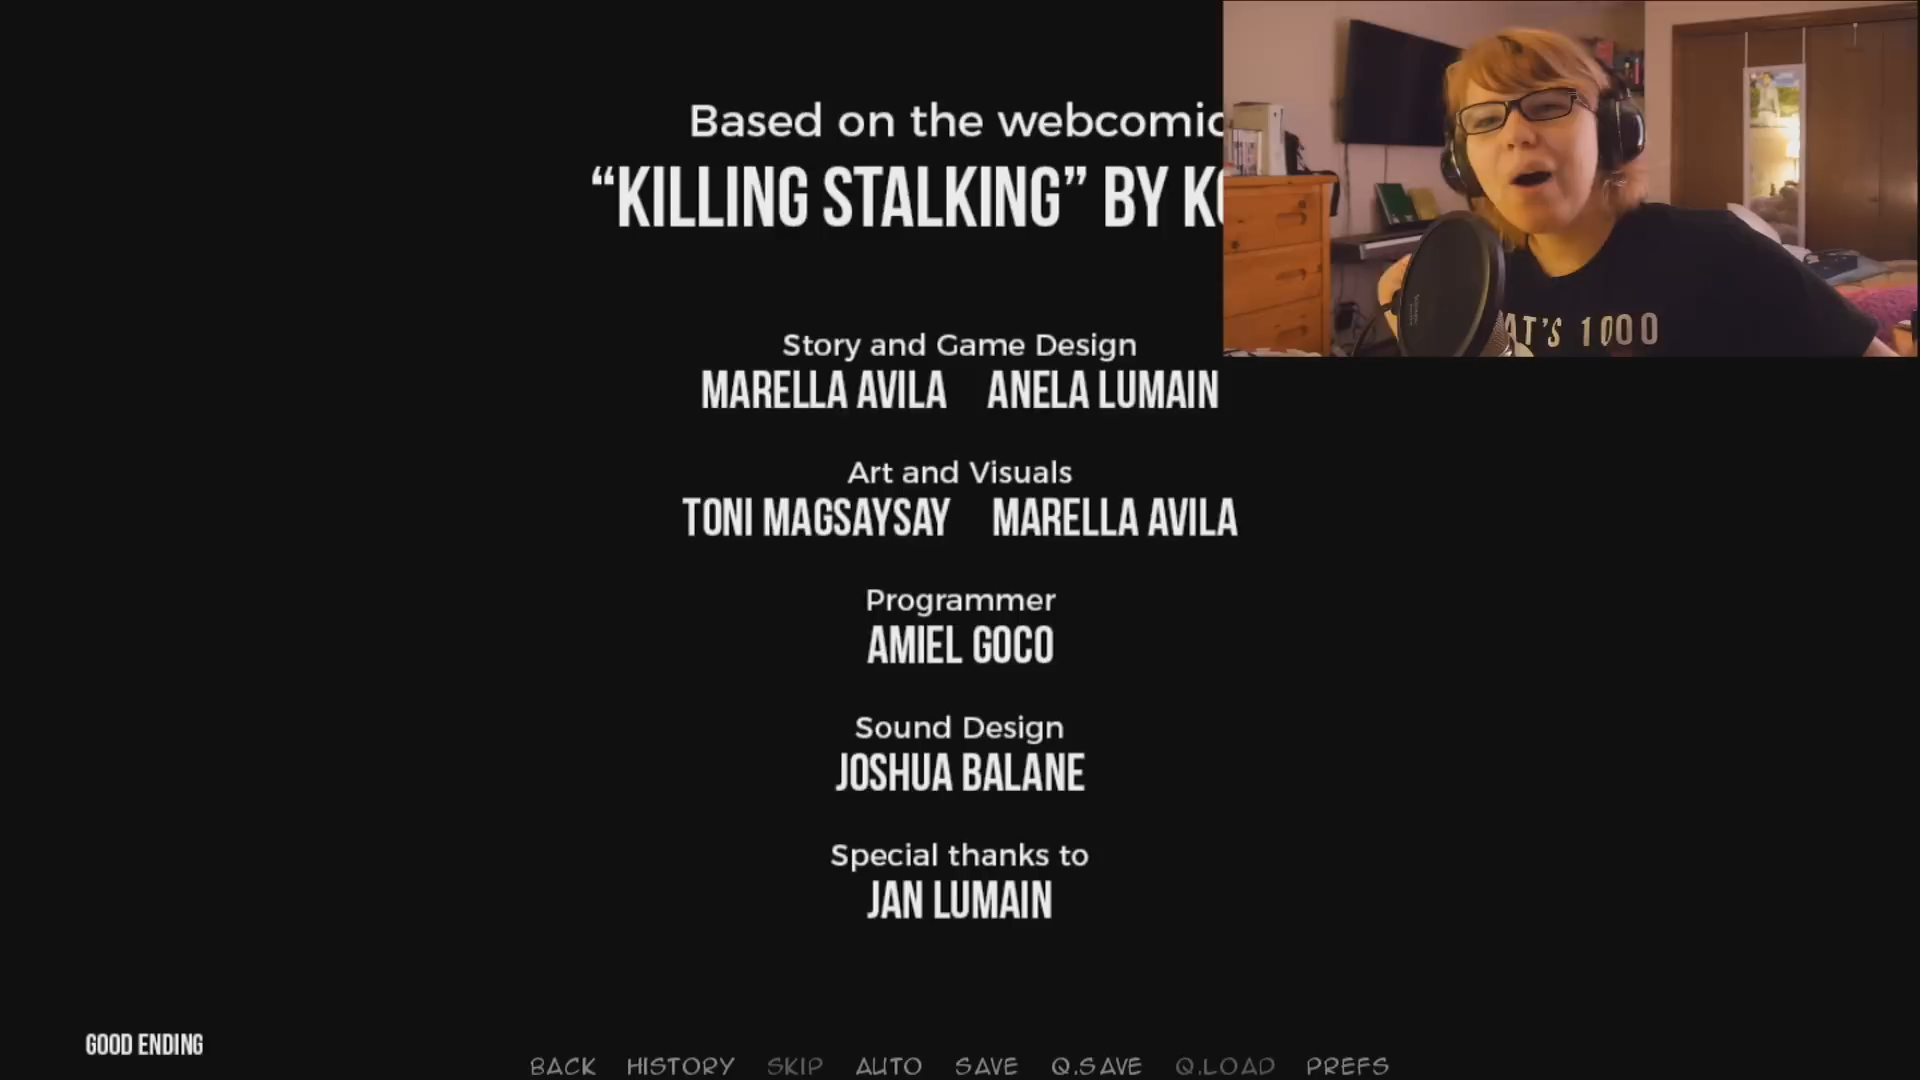 Based on the webcomic
“KILLING STALKING” BY
Story and Game Design
MARELLA AVILA ANELA LUMAIN
Art and Visuals
TONI MAGSAYSAY MARELLA AVILA
Programmer
AMIEL GOCO
Sound Design
JOSHUA BALANE
Special thanks to
JAN LUMAIN
1000
GOOD ENDING
BACK HISTORY SKIP AUTO SAVE Q.SAVE Q.LOAD PREFS